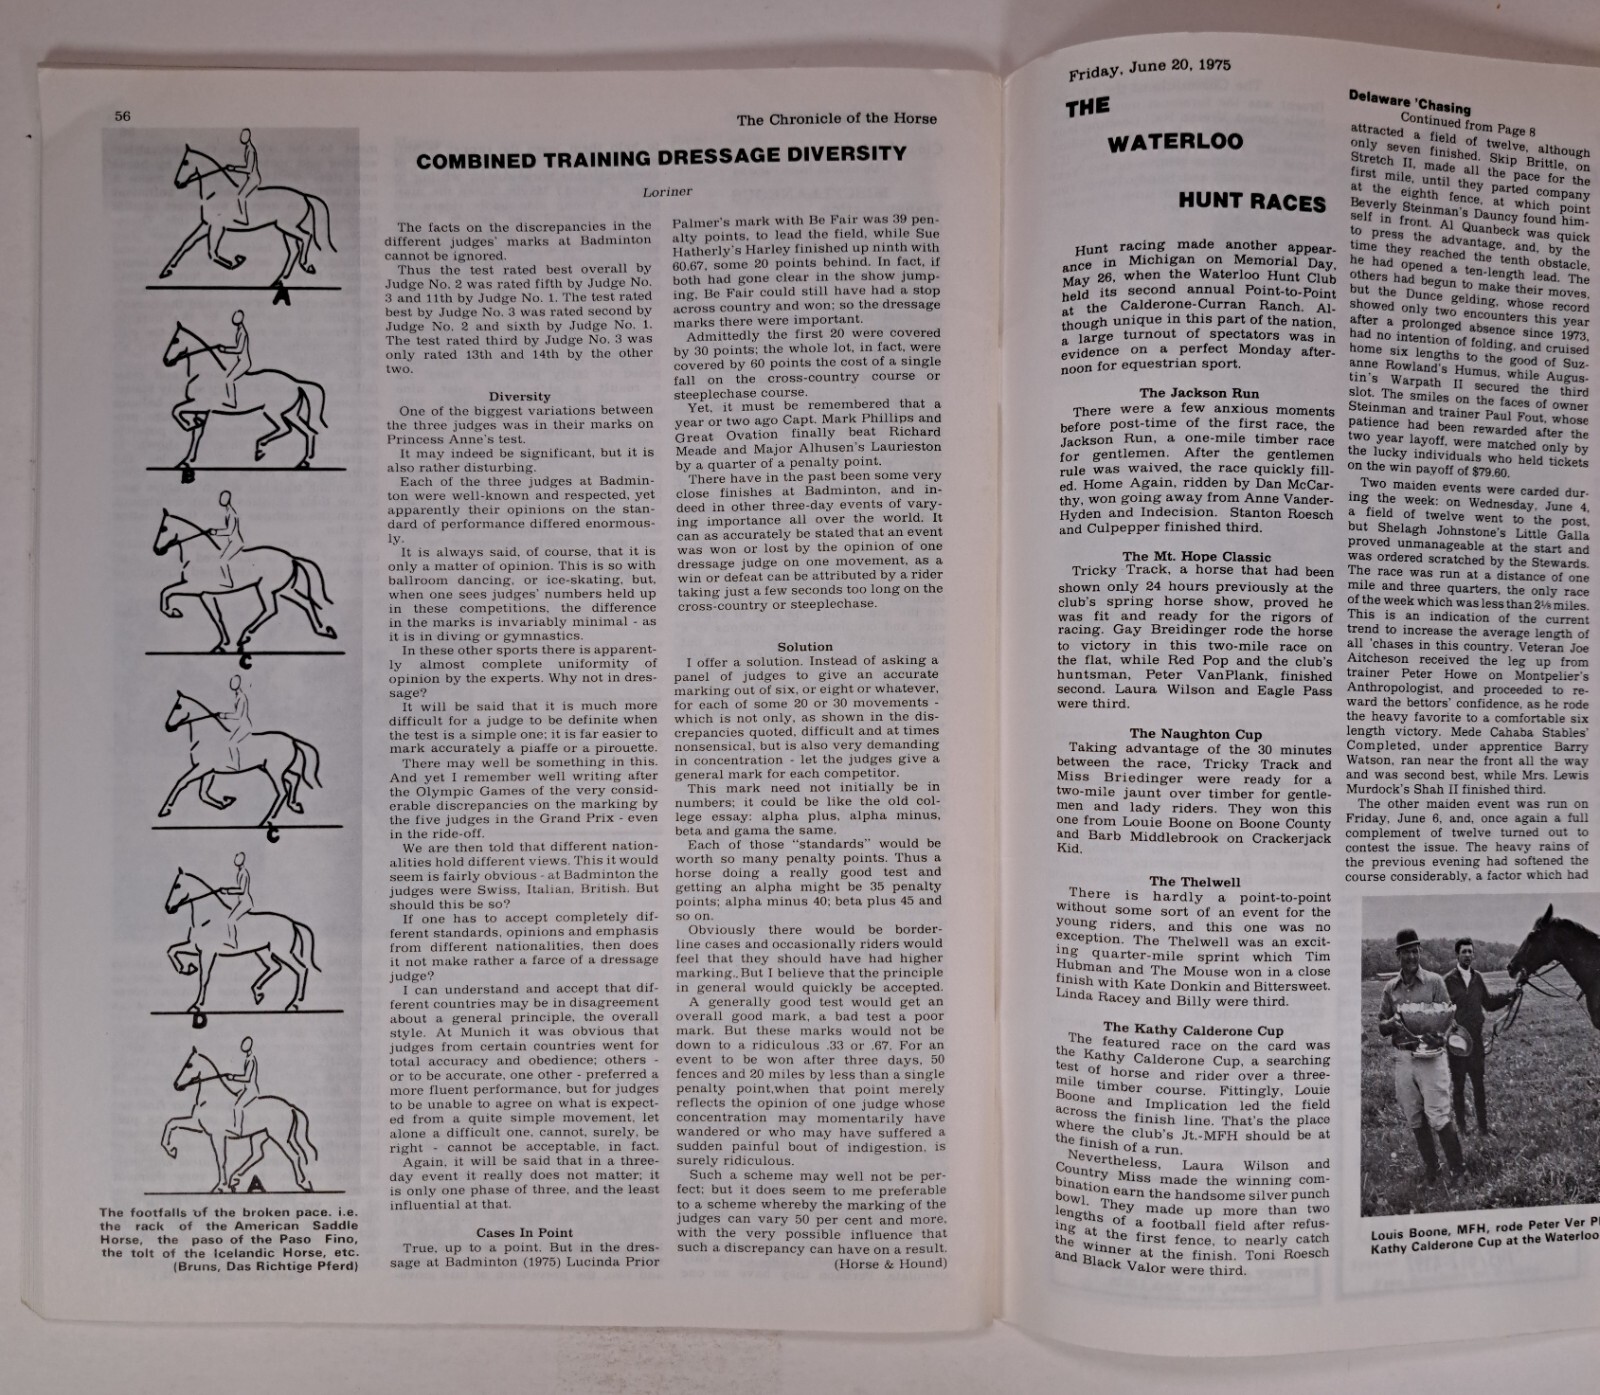 56
The Chronicle of the Horse
A
B
C
C
D
A
The footfalls of the broken pace, i.e.
the rack of the American Saddle
Horse, the paso of the Paso Fino,
the tolt of the Icelandic Horse, etc.
(Bruns, Das Richtige Pferd)
COMBINED TRAINING DRESSAGE DIVERSITY
Loriner
The facts on the discrepancies in the
different judges' marks at Badminton
cannot be ignored.
Thus the test rated best overall by
Judge No. 2 was rated fifth by Judge No.
3 and 11th by Judge No. 1. The test rated
best by Judge No. 3 was rated second by
Judge No. 2 and sixth by Judge No. 1.
The test rated third by Judge No. 3 was
only rated 13th and 14th by the other
two.
Diversity
One of the biggest variations between
the three judges was in their marks on
Princess Anne's test.
It may indeed be significant, but it is
also rather disturbing.
Each of the three judges at Badmin-
ton were well-known and respected, yet
apparently their opinions on the stan-
dard of performance differed enormous-
ly.
It is always said, of course, that it is
only a matter of opinion. This is so with
ballroom dancing, or ice-skating, but,
when one sees judges' numbers held up
in these competitions, the difference
in the marks is invariably minimal - as
it is in diving or gymnastics.
In these other sports there is apparent-
ly almost complete uniformity of
opinion by the experts. Why not in dres-
sage?
It will be said that it is much more
difficult for a judge to be definite when
the test is a simple one; it is far easier to
mark accurately a piaffe or a pirouette.
There may well be something in this.
And yet I remember well writing after
the Olympic Games of the very consid-
erable discrepancies on the marking by
the five judges in the Grand Prix - even
in the ride-off.
We are then told that different nation-
alities hold different views. This it would
seem is fairly obvious - at Badminton the
judges were Swiss, Italian, British. But
should this be so?
If one has to accept completely dif-
ferent standards, opinions and emphasis
from different nationalities, then does
it not make rather a farce of a dressage
judge?
I can understand and accept that dif-
ferent countries may be in disagreement
about a general principle, the overall
style. At Munich it was obvious that
judges from certain countries went for
total accuracy and obedience; others -
or to be accurate, one other - preferred a
more fluent performance, but for judges
to be unable to agree on what is expect-
ed from a quite simple movement, let
alone a difficult one, cannot, surely, be
right - cannot be acceptable, in fact.
Again, it will be said that in a three-
day event it really does not matter; it
is only one phase of three, and the least
influential at that.
Cases In Point
True, up to a point. But in the dres-
sage at Badminton (1975) Lucinda Prior
Palmer's mark with Be Fair was 39 pen-
alty points, to lead the field, while Sue
Hatherly's Harley finished up ninth with
60.67, some 20 points behind. In fact, if
both had gone clear in the show jump-
ing, Be Fair could still have had a stop
across country and won; so the dressage
marks there were important.
Admittedly the first 20 were covered
by 30 points; the whole lot, in fact, were
covered by 60 points the cost of a single
fall on the cross-country course or
steeplechase course.
Yet, it must be remembered that a
year or two ago Capt. Mark Phillips and
Great Ovation finally beat Richard
Meade and Major Alhusen's Laurieston
by a quarter of a penalty point.
There have in the past been some very
close finishes at Badminton, and in-
deed in other three-day events of vary-
ing importance all over the world. It
can as accurately be stated that an event
was won or lost by the opinion of one
dressage judge on one movement, as a
win or defeat can be attributed by a rider
taking just a few seconds too long on the
cross-country or steeplechase.
Solution
I offer a solution. Instead of asking a
panel of judges to give an accurate
marking out of six, or eight or whatever,
for each of some 20 or 30 movements -
which is not only, as shown in the dis-
crepancies quoted, difficult and at times
nonsensical, but is also very demanding
in concentration - let the judges give a
general mark for each competitor.
This mark need not initially be in
numbers; it could be like the old col-
lege essay: alpha plus, alpha minus,
beta and gama the same.
Each of those "standards" would be
worth so many penalty points. Thus a
horse doing a really good test and
getting an alpha might be 35 penalty
points; alpha minus 40; beta plus 45 and
so on.
Obviously there would be border-
line cases and occasionally riders would
feel that they should have had higher
marking. But I believe that the principle
in general would quickly be accepted.
A generally good test would get an
overall good mark, a bad test a poor
mark. But these marks would not be
down to a ridiculous .33 or .67. For an
event to be won after three days, 50
fences and 20 miles by less than a single
penalty point,when that point merely
reflects the opinion of one judge whose
concentration may momentarily have
wandered or who may have suffered a
sudden painful bout of indigestion, is
surely ridiculous.
Such a scheme may well not be per-
fect; but it does seem to me preferable
to a scheme whereby the marking of the
judges can vary 50 per cent and more,
with the very possible influence that
such a discrepancy can have on a result.
(Horse & Hound)
Friday, June 20, 1975
THE
WATERLOO
HUNT RACES
Hunt racing made another appear-
ance in Michigan on Memorial Day,
May 26, when the Waterloo Hunt Club
held its second annual Point-to-Point
at the Calderone-Curran Ranch. Al-
though unique in this part of the nation,
a large turnout of spectators was in
evidence on a perfect Monday after-
noon for equestrian sport.
The Jackson Run
There were a few anxious moments
before post-time of the first race, the
Jackson Run, a one-mile timber race
for gentlemen. After the gentlemen
rule was waived, the race quickly fill-
ed. Home Again, ridden by Dan McCar-
thy, won going away from Anne Vander-
Hyden and Indecision. Stanton Roesch
and Culpepper finished third.
The Mt. Hope Classic
Tricky Track, a horse that had been
shown only 24 hours previously at the
club's spring horse show, proved he
was fit and ready for the rigors of
racing. Gay Breidinger rode the horse
to victory in this two-mile race on
the flat, while Red Pop and the club's
huntsman, Peter VanPlank, finished
second. Laura Wilson and Eagle Pass
were third.
The Naughton Cup
Taking advantage of the 30 minutes
between the race, Tricky Track and
Miss Briedinger were ready for a
two-mile jaunt over timber for gentle-
men and lady riders. They won this
one from Louie Boone on Boone County
and Barb Middlebrook on Crackerjack
Kid.
The Thelwell
There is hardly a point-to-point
without some sort of an event for the
young riders, and this one was no
exception. The Thelwell was an excit-
ing quarter-mile sprint which Tim
Hubman and The Mouse won in a close
finish with Kate Donkin and Bittersweet.
Linda Racey and Billy were third.
The Kathy Calderone Cup
The featured race on the card was
the Kathy Calderone Cup, a searching
test of horse and rider over a three-
mile timber course. Fittingly, Louie
Boone and Implication led the field
across the finish line. That's the place
where the club's Jt.-MFH should be at
the finish of a run.
Nevertheless, Laura Wilson and
Country Miss made the winning com-
bination earn the handsome silver punch
bowl. They made up more than two
lengths of a football field after refus-
ing at the first fence, to nearly catch
the winner at the finish. Toni Roesch
and Black Valor were third.
Delaware 'Chasing
Continued from Page 8
attracted a field of twelve, although
only seven finished. Skip Brittle, on
Stretch II, made all the pace for the
first mile, until they parted company
at the eighth fence, at which point
Beverly Steinman's Dauncy found him-
self in front. Al Quanbeck was quick
to press the advantage, and, by the
time they reached the tenth obstacle,
he had opened a ten-length lead. The
others had begun to make their moves,
but the Dunce gelding, whose record
showed only two encounters this year
after a prolonged absence since 1973,
had no intention of folding, and cruised
home six lengths to the good of Suz-
anne Rowland's Humus, while Augus-
tin's Warpath II secured the third
slot. The smiles on the faces of owner
Steinman and trainer Paul Fout, whose
patience had been rewarded after the
two year layoff, were matched only by
the lucky individuals who held tickets
on the win payoff of $79.60.
Two maiden events were carded dur-
ing the week: on Wednesday, June 4,
a field of twelve went to the post,
but Shelagh Johnstone's Little Galla
proved unmanageable at the start and
was ordered scratched by the Stewards.
The race was run at a distance of one
mile and three quarters, the only race
of the week which was less than 2⅛ miles.
This is an indication of the current
trend to increase the average length of
all 'chases in this country. Veteran Joe
Aitcheson received the leg up from
trainer Peter Howe on Montpelier's
Anthropologist, and proceeded to re-
ward the bettors' confidence, as he rode
the heavy favorite to a comfortable six
length victory. Mede Cahaba Stables'
Completed, under apprentice Barry
Watson, ran near the front all the way
and was second best, while Mrs. Lewis
Murdock's Shah II finished third.
The other maiden event was run on
Friday, June 6, and, once again a full
complement of twelve turned out to
contest the issue. The heavy rains of
the previous evening had softened the
course considerably, a factor which had
Louis Boone, MFH, rode Peter Ver
Kathy Calderone Cup at the Waterloo